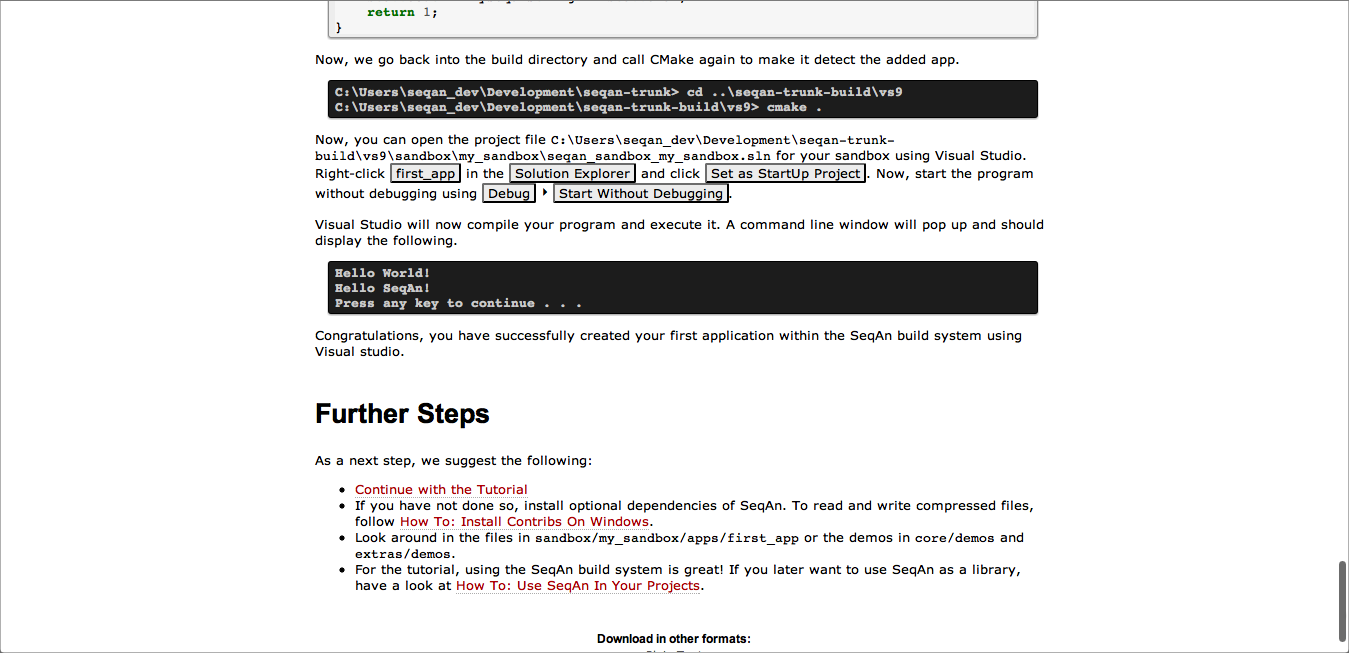 return 1;
}
Now, we go back into the build directory and call CMake again to make it detect the added app.
C:\Users\seqan_dev\Development\seqan-trunk> cd ..\seqan-trunk-build\vs9
C:\Users\seqan_dev\Development\seqan-trunk-build\vs9> cmake .
Now, you can open the project file C:\Users\seqan_dev\Development\seqan-trunk-
build\vs9\sandbox\my_sandbox\seqan_sandbox_my_sandbox.sln for your sandbox using Visual Studio.
Right-click first_app in the Solution Explorer and click Set as StartUp Project. Now, start the program
without debugging using Debug ‣ Start Without Debugging.
Visual Studio will now compile your program and execute it. A command line window will pop up and should
display the following.
Hello World!
Hello SeqAn!
Press any key to continue . . .
Congratulations, you have successfully created your first application within the SeqAn build system using
Visual studio.
Further Steps
As a next step, we suggest the following:
• Continue with the Tutorial
• If you have not done so, install optional dependencies of SeqAn. To read and write compressed files,
follow How To: Install Contribs On Windows.
• Look around in the files in sandbox/my_sandbox/apps/first_app or the demos in core/demos and
extras/demos.
• For the tutorial, using the SeqAn build system is great! If you later want to use SeqAn as a library,
have a look at How To: Use SeqAn In Your Projects.
Download in other formats: